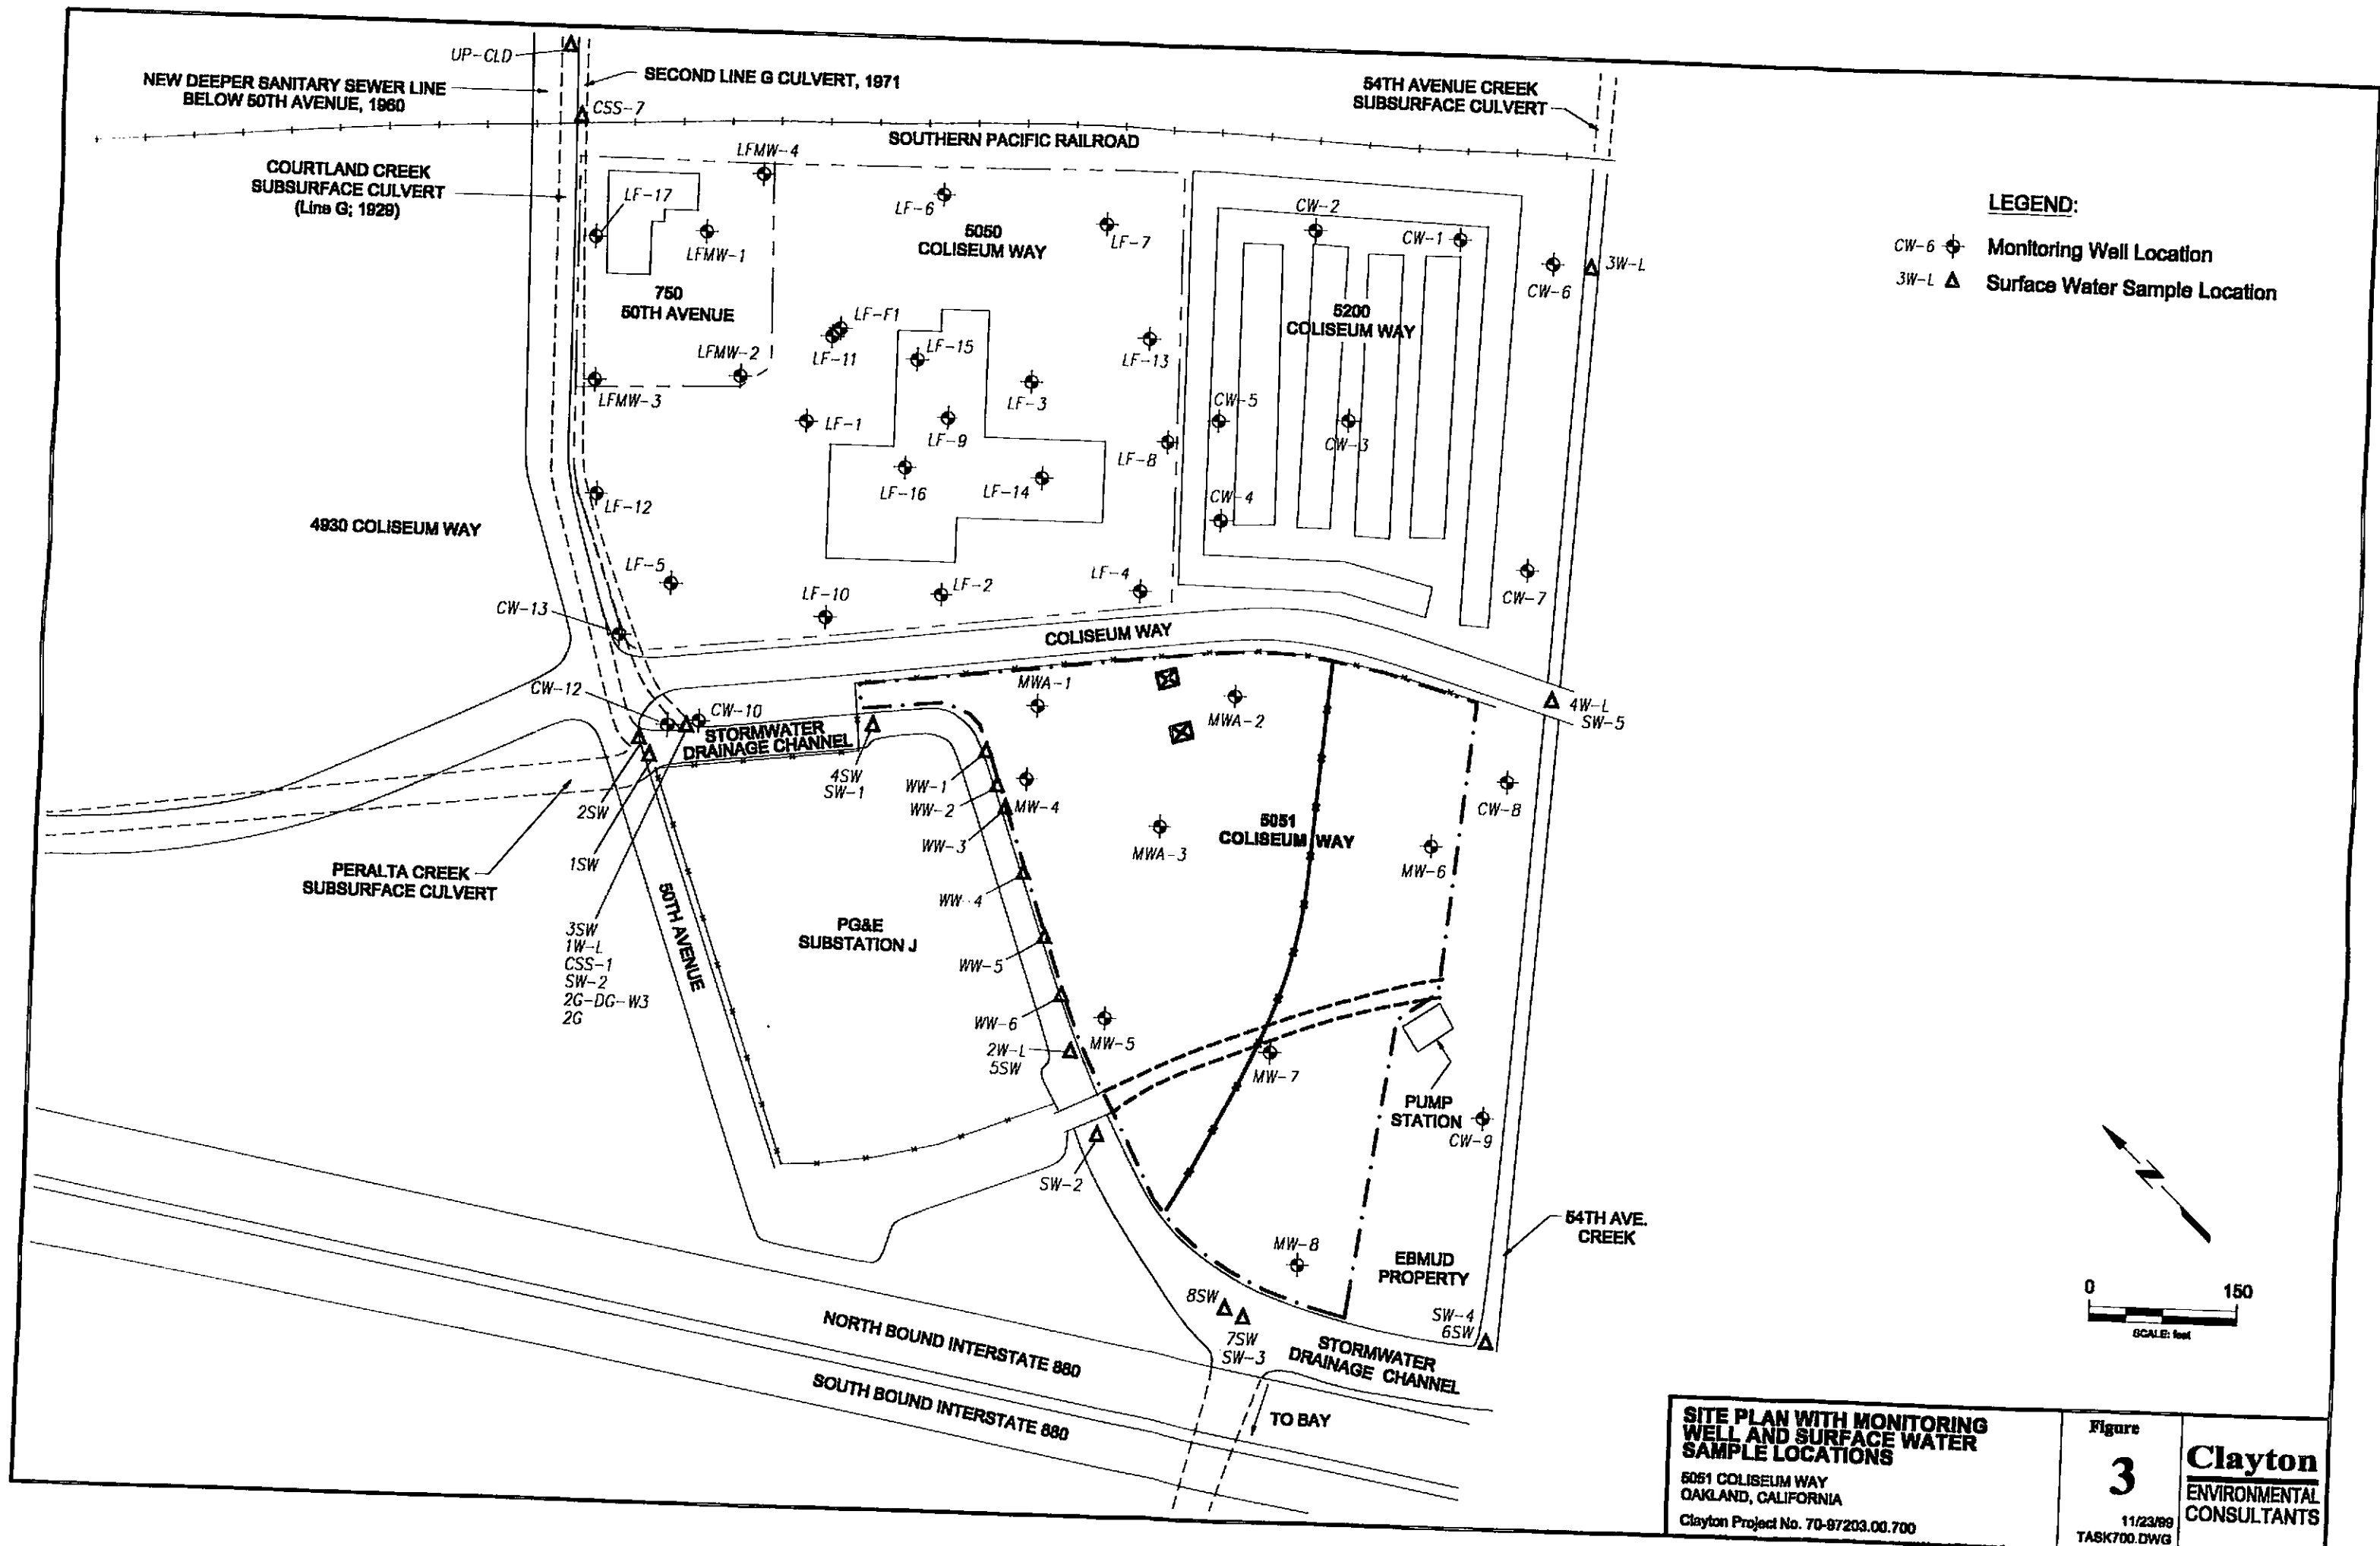 UP-CLD
NEW DEEPER SANITARY SEWER LINE
BELOW 50TH AVENUE, 1960
SECOND LINE G CULVERT, 1971
CSS-7
54TH AVENUE CREEK
SUBSURFACE CULVERT
SOUTHERN PACIFIC RAILROAD
COURTLAND CREEK
SUBSURFACE CULVERT
(Line G; 1929)
LFMW-4
LF-17
LFMW-1
LF-6
5050
COLISEUM WAY
LF-7
CW-2
CW-1
CW-6
3W-L
LEGEND:
CW-6
Monitoring Well Location
3W-L
Surface Water Sample Location
750
50TH AVENUE
LFMW-2
LFMW-3
LF-F1
LF-11
LF-15
LF-13
5200
COLISEUM WAY
LF-1
LF-9
LF-3
LF-8
CW-5
CW-3
LF-16
LF-14
CW-4
LF-12
4930 COLISEUM WAY
LF-5
LF-10
LF-2
LF-4
CW-7
CW-13
COLISEUM WAY
CW-12
CW-10
STORMWATER
DRAINAGE CHANNEL
MWA-1
MWA-2
4W-L
SW-5
2SW
4SW
SW-1
WW-1
WW-2
MW-4
WW-3
MWA-3
5051
COLISEUM WAY
CW-8
MW-6
1SW
PERALTA CREEK
SUBSURFACE CULVERT
WW-4
3SW
1W-L
CSS-1
SW-2
2G-DG-W3
2G
50TH AVENUE
PG&E
SUBSTATION J
WW-5
WW-6
2W-L
5SW
MW-5
MW-7
PUMP
STATION
CW-9
SW-2
54TH AVE.
CREEK
MW-8
EBMUD
PROPERTY
8SW
7SW
SW-3
SW-4
6SW
STORMWATER
DRAINAGE CHANNEL
NORTH BOUND INTERSTATE 880
SOUTH BOUND INTERSTATE 880
TO BAY
N
0
150
SCALE: feet
SITE PLAN WITH MONITORING
WELL AND SURFACE WATER
SAMPLE LOCATIONS
5051 COLISEUM WAY
OAKLAND, CALIFORNIA
Clayton Project No. 70-97203.00.700
Figure
3
11/23/99
TASK700.DWG
Clayton
ENVIRONMENTAL
CONSULTANTS